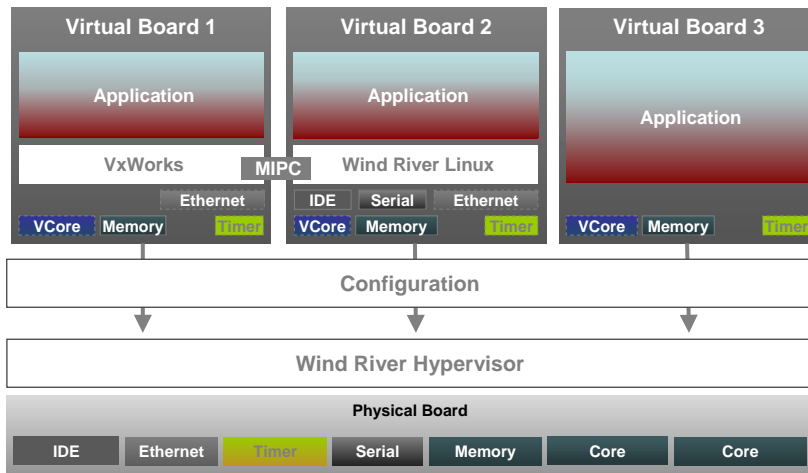 Virtual Board 1 Virtual Board 2 Virtual Board 3
Application Application Application
VxWorks MIPC Wind River Linux
Ethernet IDE Serial Ethernet
VCore Memory Timer VCore Memory Timer VCore Memory Timer
Configuration
Wind River Hypervisor
Physical Board
IDE Ethernet Timer Serial Memory Core Core